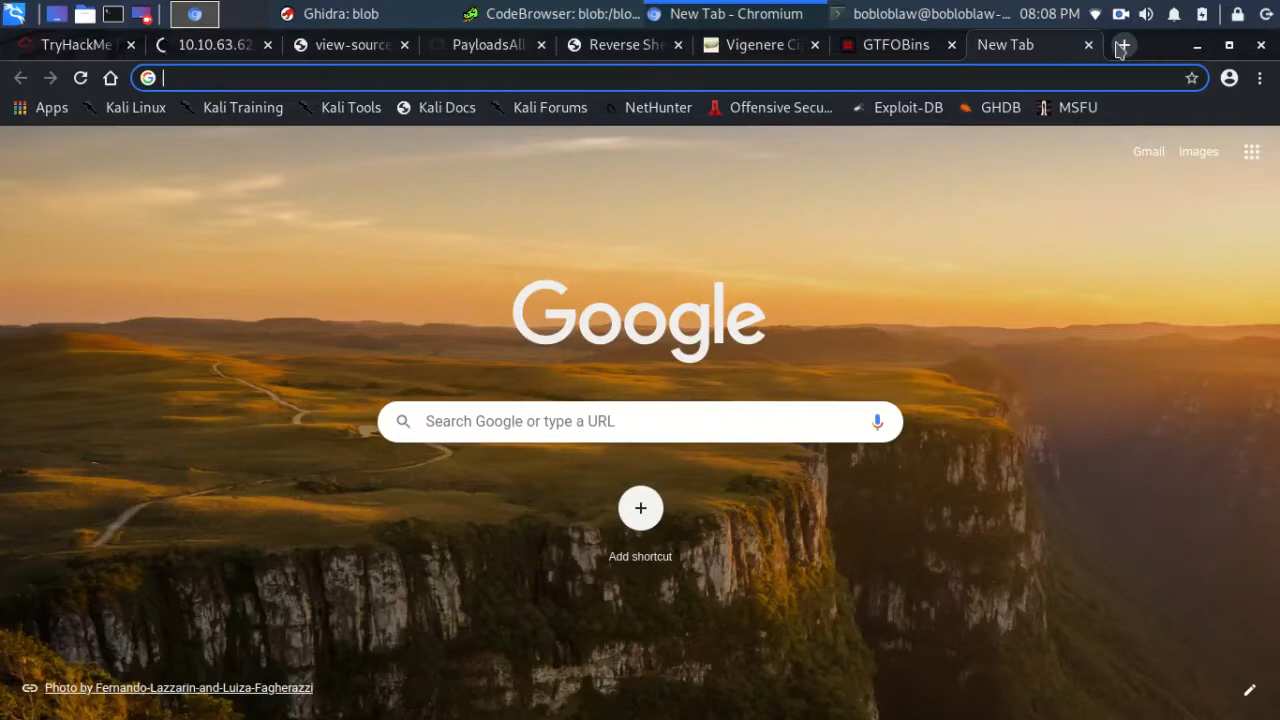 Ghidra: blob CodeBrowser: blob:/blo... New Tab - Chromium bobloblaw@bobloblaw-... 08:08 PM
TryHackMe 10.10.63.62 view-source PayloadsAll Reverse She Vigenere Ci GTFOBins New Tab
Apps Kali Linux Kali Training Kali Tools Kali Docs Kali Forums NetHunter Offensive Secu... Exploit-DB GHDB MSFU
Gmail Images
Google
Search Google or type a URL
Add shortcut
Photo by Fernando-Lazzarin-and-Luiza-Fagherazzi